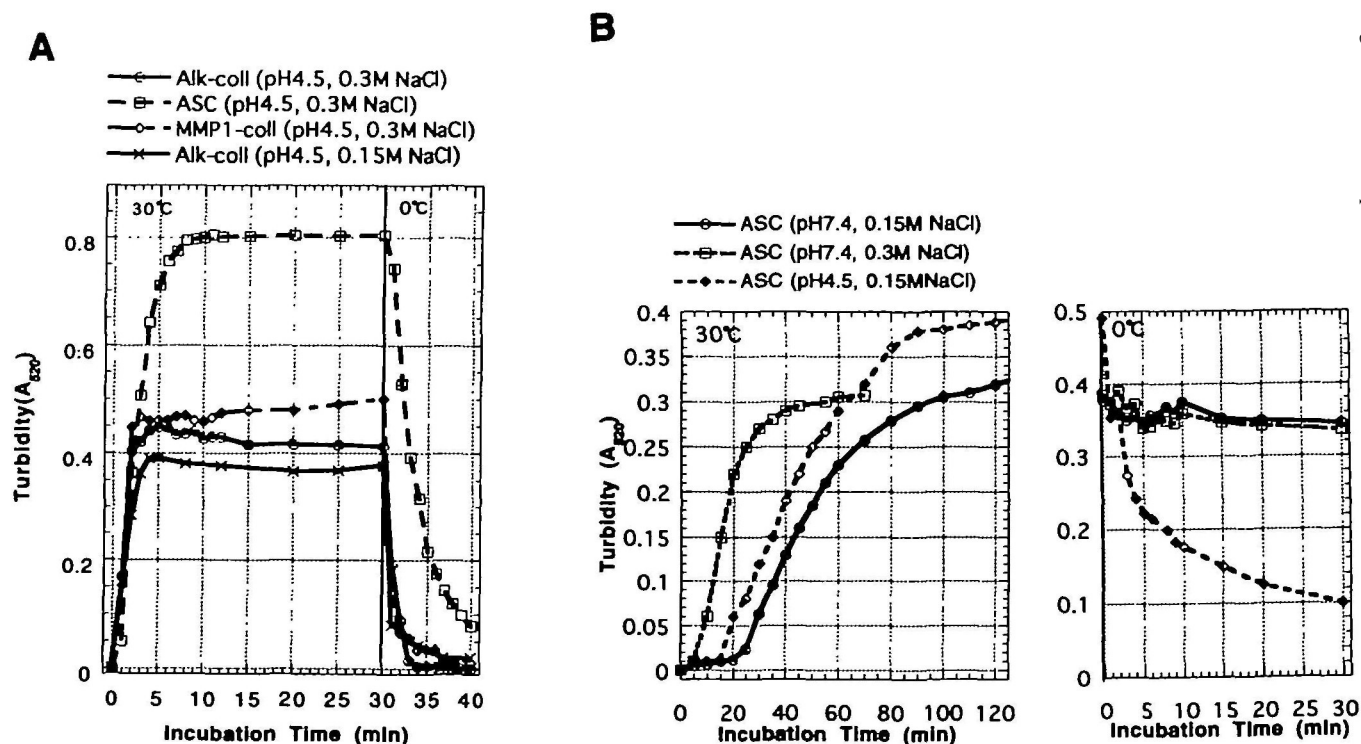 A
Alk-coll (pH4.5, 0.3M NaCl)
ASC (pH4.5, 0.3M NaCl)
MMP1-coll (pH4.5, 0.3M NaCl)
Alk-coll (pH4.5, 0.15M NaCl)
30°C
0°C
0.8
0.6
0.4
0.2
0
Turbidity(A520)
0 5 10 15 20 25 30 35 40
Incubation Time (min)
B
ASC (pH7.4, 0.15M NaCl)
ASC (pH7.4, 0.3M NaCl)
ASC (pH4.5, 0.15MNaCl)
30°C
0.4
0.35
0.3
0.25
0.2
0.15
0.1
0.05
0
Turbidity (A520)
0 20 40 60 80 100 120
Incubation Time (min)
0°C
0.5
0.4
0.3
0.2
0.1
0
0 5 10 15 20 25 30
Incubation Time (min)